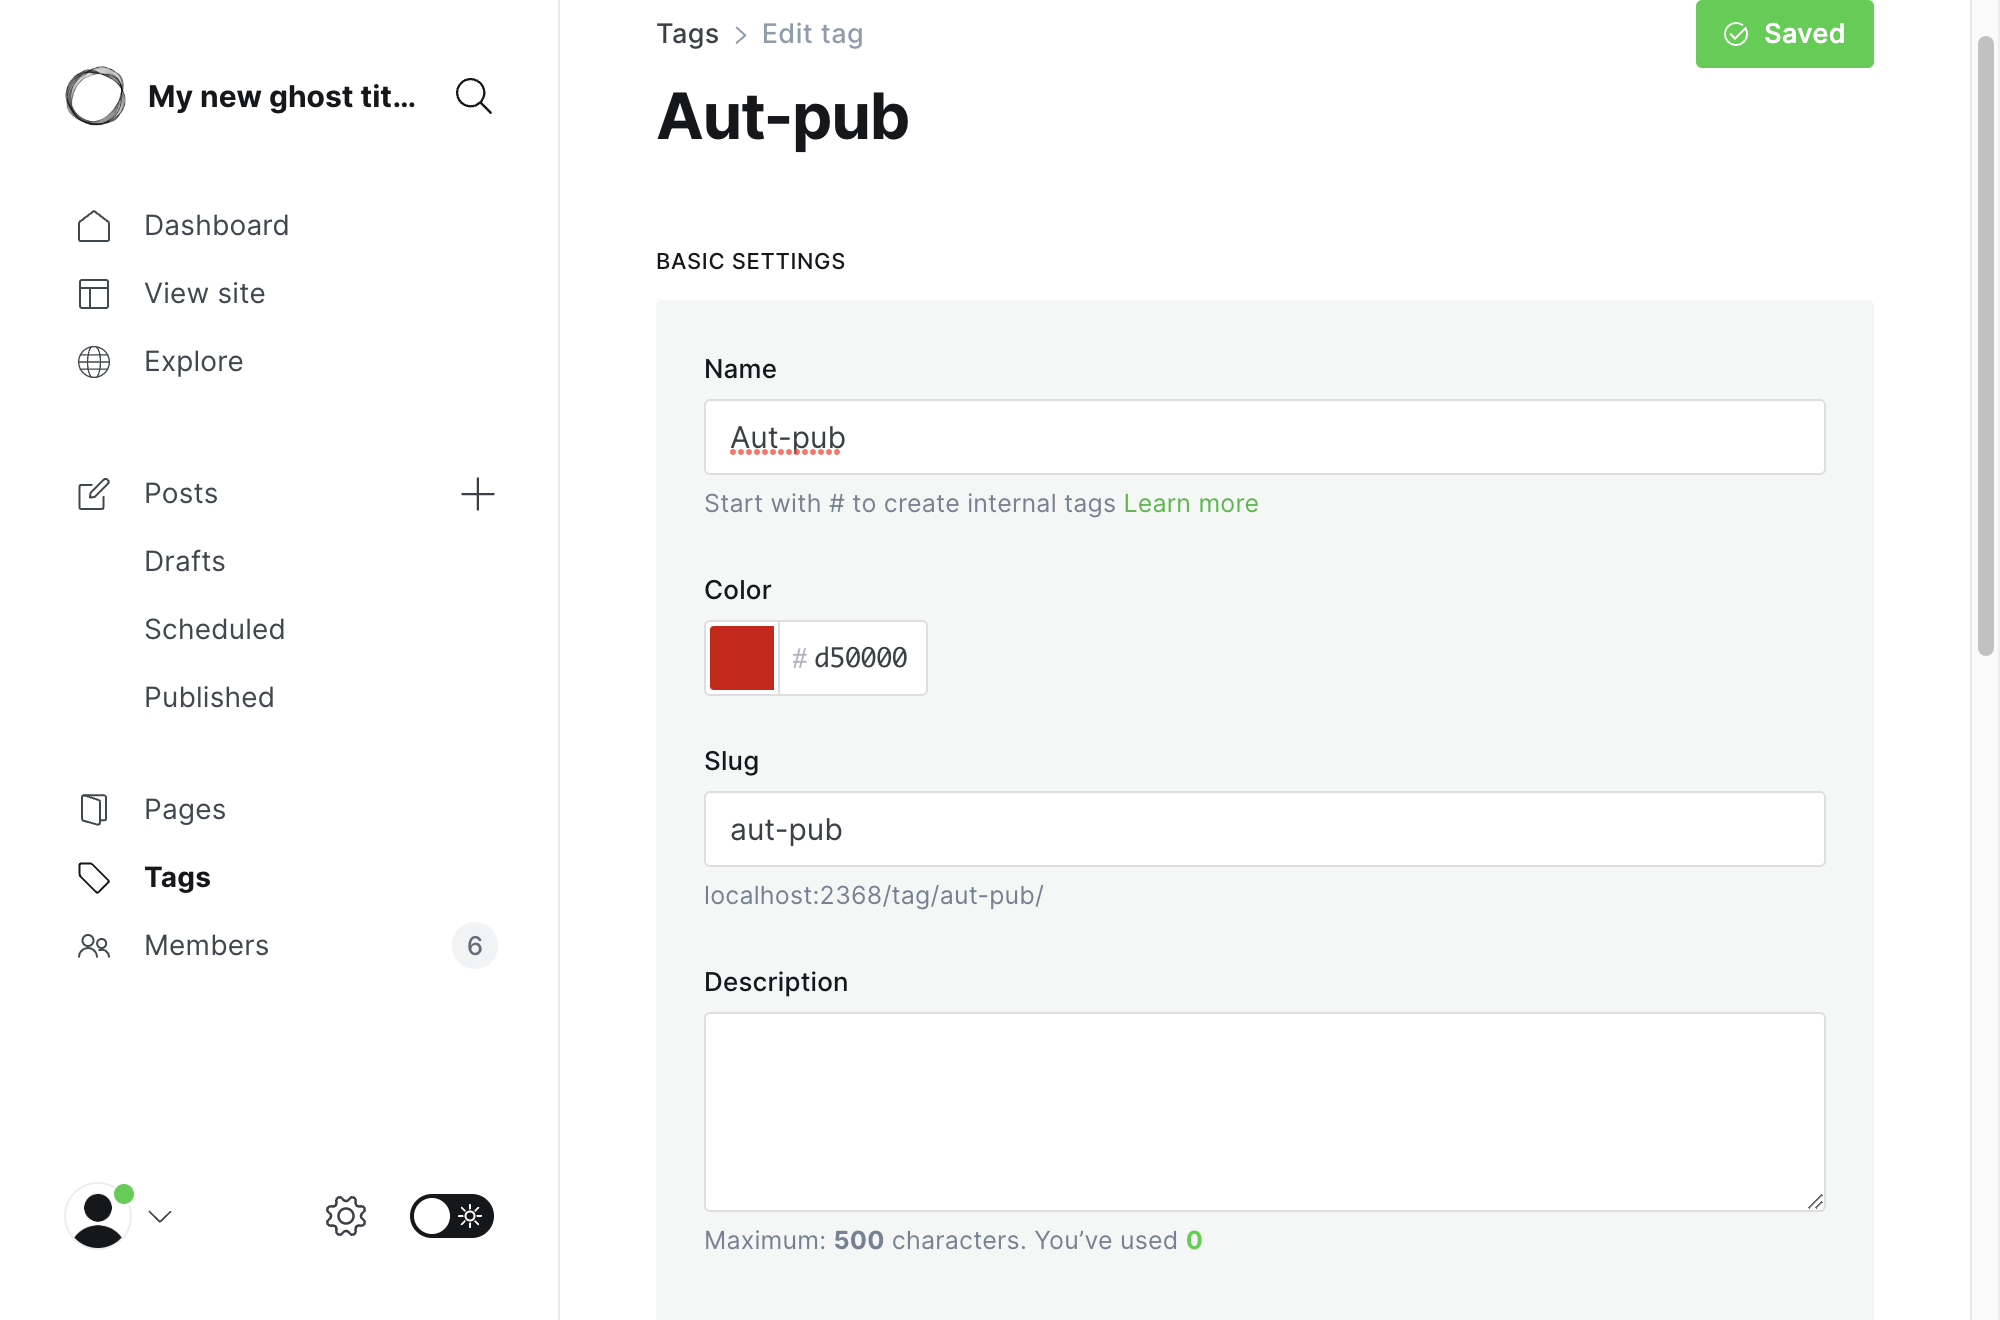 My new ghost tit...
Dashboard
View site
Explore
Posts
Drafts
Scheduled
Published
Pages
Tags
Members 6
Tags > Edit tag
Saved
Aut-pub
BASIC SETTINGS
Name
Aut-pub
Start with # to create internal tags Learn more
Color
# d50000
Slug
aut-pub
localhost:2368/tag/aut-pub/
Description
Maximum: 500 characters. You’ve used 0